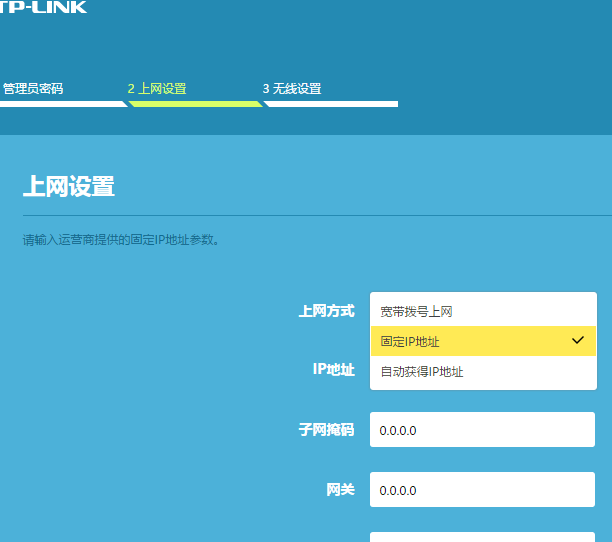 TP-LINK
管理员密码
2 上网设置
3 无线设置
上网设置
请输入运营商提供的固定IP地址参数。
上网方式
宽带拨号上网
固定IP地址
IP地址
自动获得IP地址
子网掩码
0.0.0.0
网关
0.0.0.0